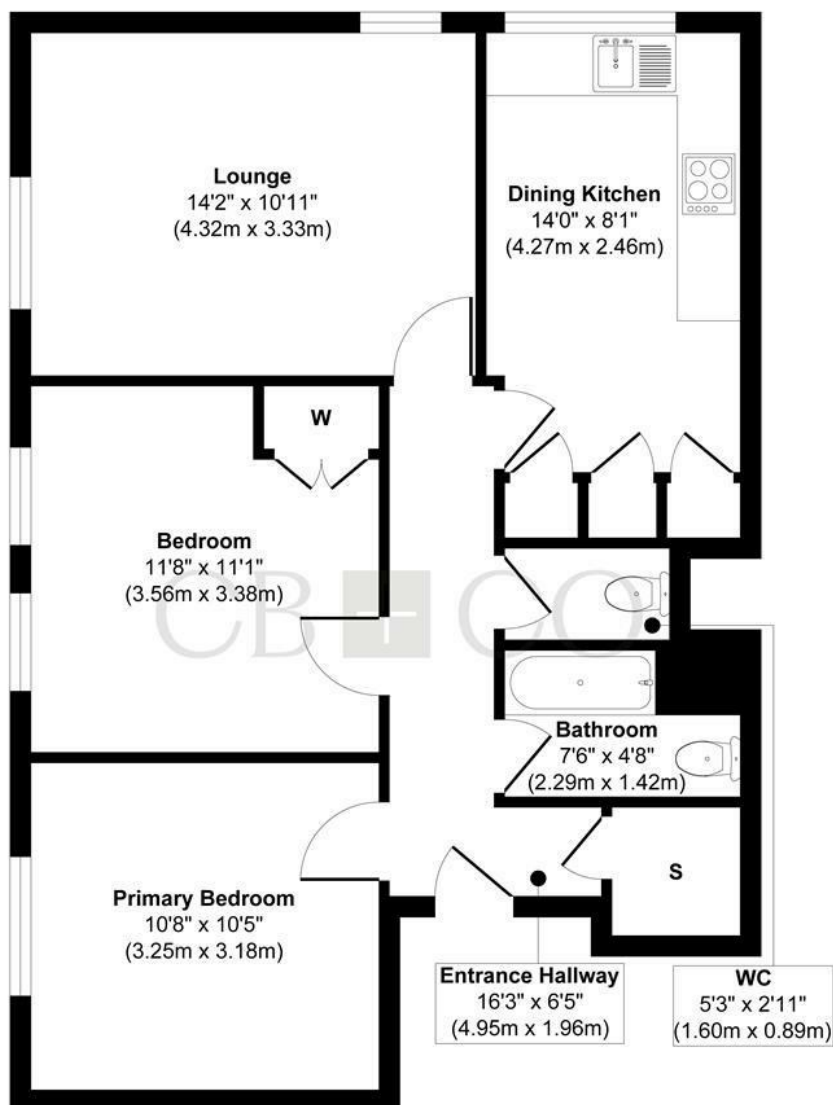 Lounge
14'2" x 10'11"
(4.32m x 3.33m)
Dining Kitchen
14'0" x 8'1"
(4.27m x 2.46m)
W
Bedroom
11'8" x 11'1"
(3.56m x 3.38m)
CB + CO
Bathroom
7'6" x 4'8"
(2.29m x 1.42m)
Primary Bedroom
10'8" x 10'5"
(3.25m x 3.18m)
S
Entrance Hallway
16'3" x 6'5"
(4.95m x 1.96m)
WC
5'3" x 2'11"
(1.60m x 0.89m)